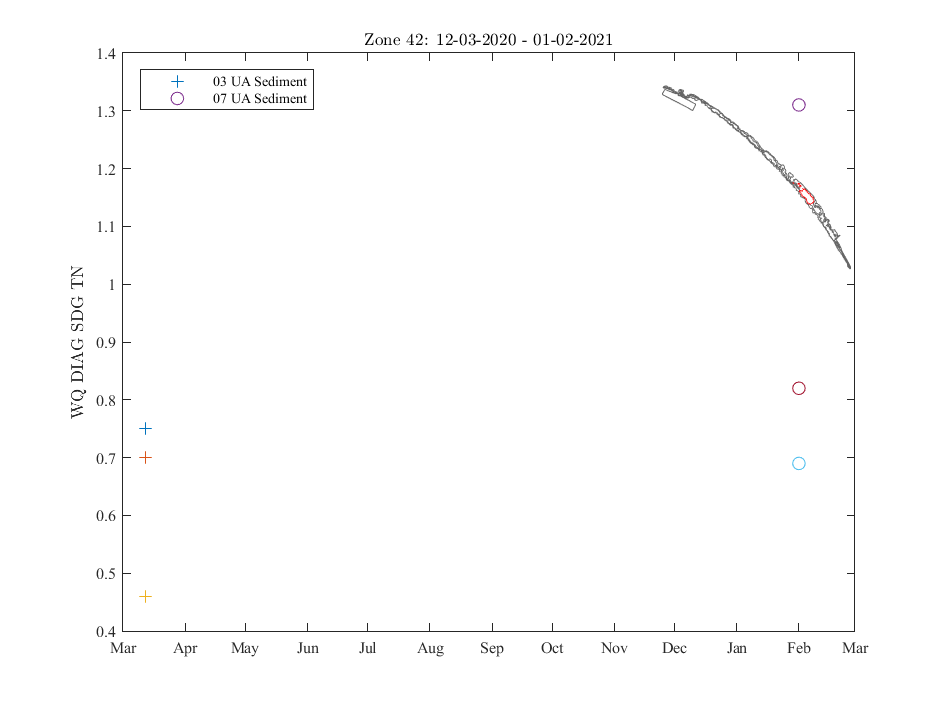 Zone 42: 12-03-2020 - 01-02-2021
1.4
03 UA Sediment
07 UA Sediment
1.3
1.2
1.1
1
0.9
0.8
0.7
0.6
0.5
0.4
WQ DIAG SDG TN
Mar Apr May Jun Jul Aug Sep Oct Nov Dec Jan Feb Mar